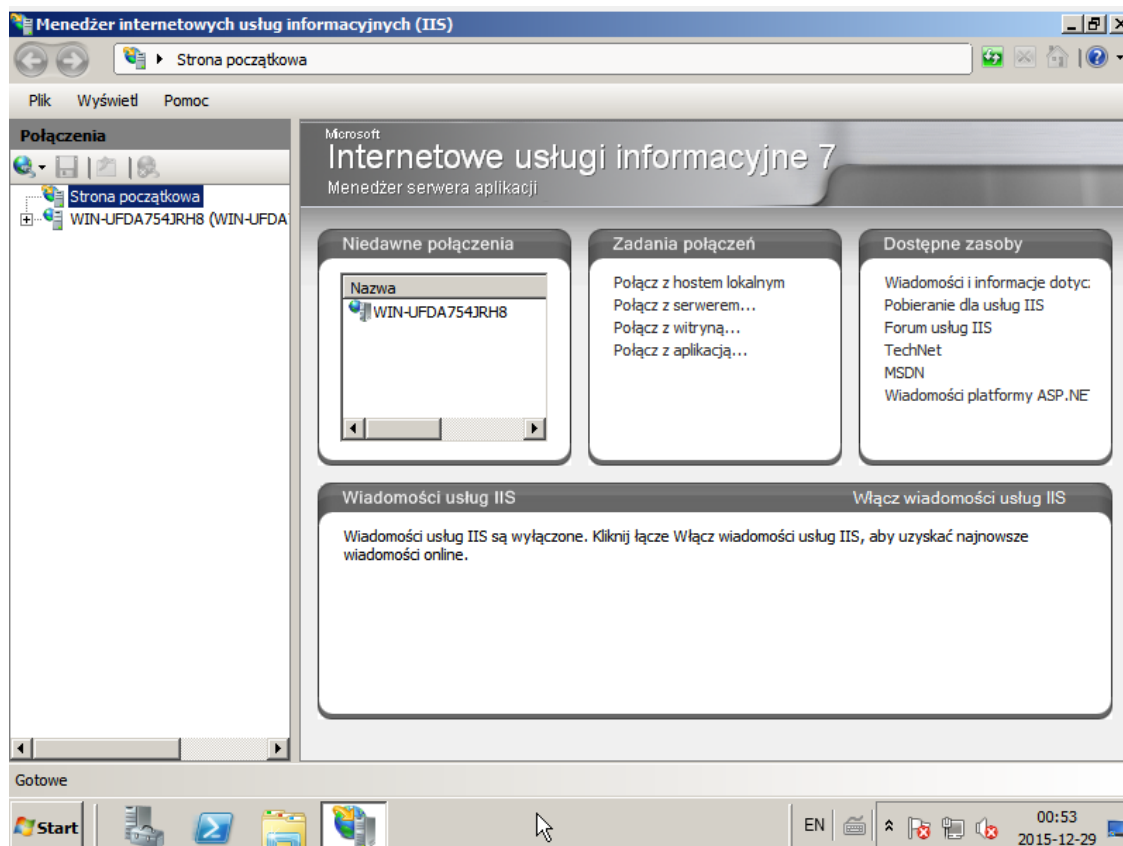 Menedżer internetowych usług informacyjnych (IIS)
Strona początkowa
Plik Wyświetl Pomoc
Połączenia
Strona początkowa
WIN-UFDA754JRH8 (WIN-UFDA
Microsoft
Internetowe usługi informacyjne 7
Menedżer serwera aplikacji
Niedawne połączenia
Nazwa
WIN-UFDA754JRH8
Zadania połączeń
Połącz z hostem lokalnym
Połącz z serwerem...
Połącz z witryną...
Połącz z aplikacją...
Dostępne zasoby
Wiadomości i informacje dotyc
Pobieranie dla usług IIS
Forum usług IIS
TechNet
MSDN
Wiadomości platformy ASP.NE
Wiadomości usług IIS Włącz wiadomości usług IIS
Wiadomości usług IIS są wyłączone. Kliknij łącze Włącz wiadomości usług IIS, aby uzyskać najnowsze
wiadomości online.
Gotowe
Start EN 00:53
2015-12-29